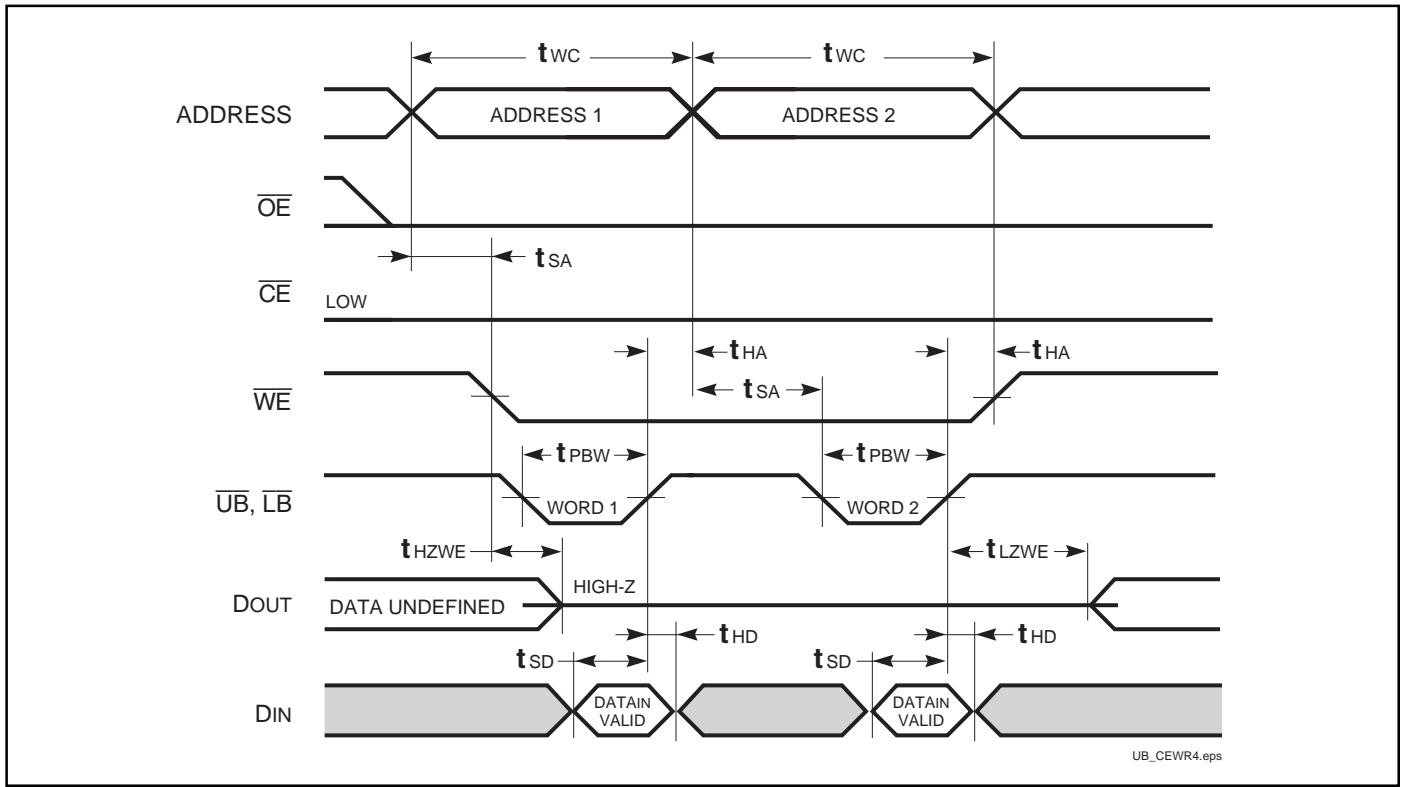 tWC tWC
ADDRESS ADDRESS 1 ADDRESS 2
OE
tSA
CE LOW
tHA tHA
WE tSA
tPBW tPBW
UB, LB WORD 1 WORD 2
tHZWE tLZWE
HIGH-Z
DOUT DATA UNDEFINED
tHD tHD
tSD tSD
DIN DATAIN VALID DATAIN VALID
UB_CEWR4.eps